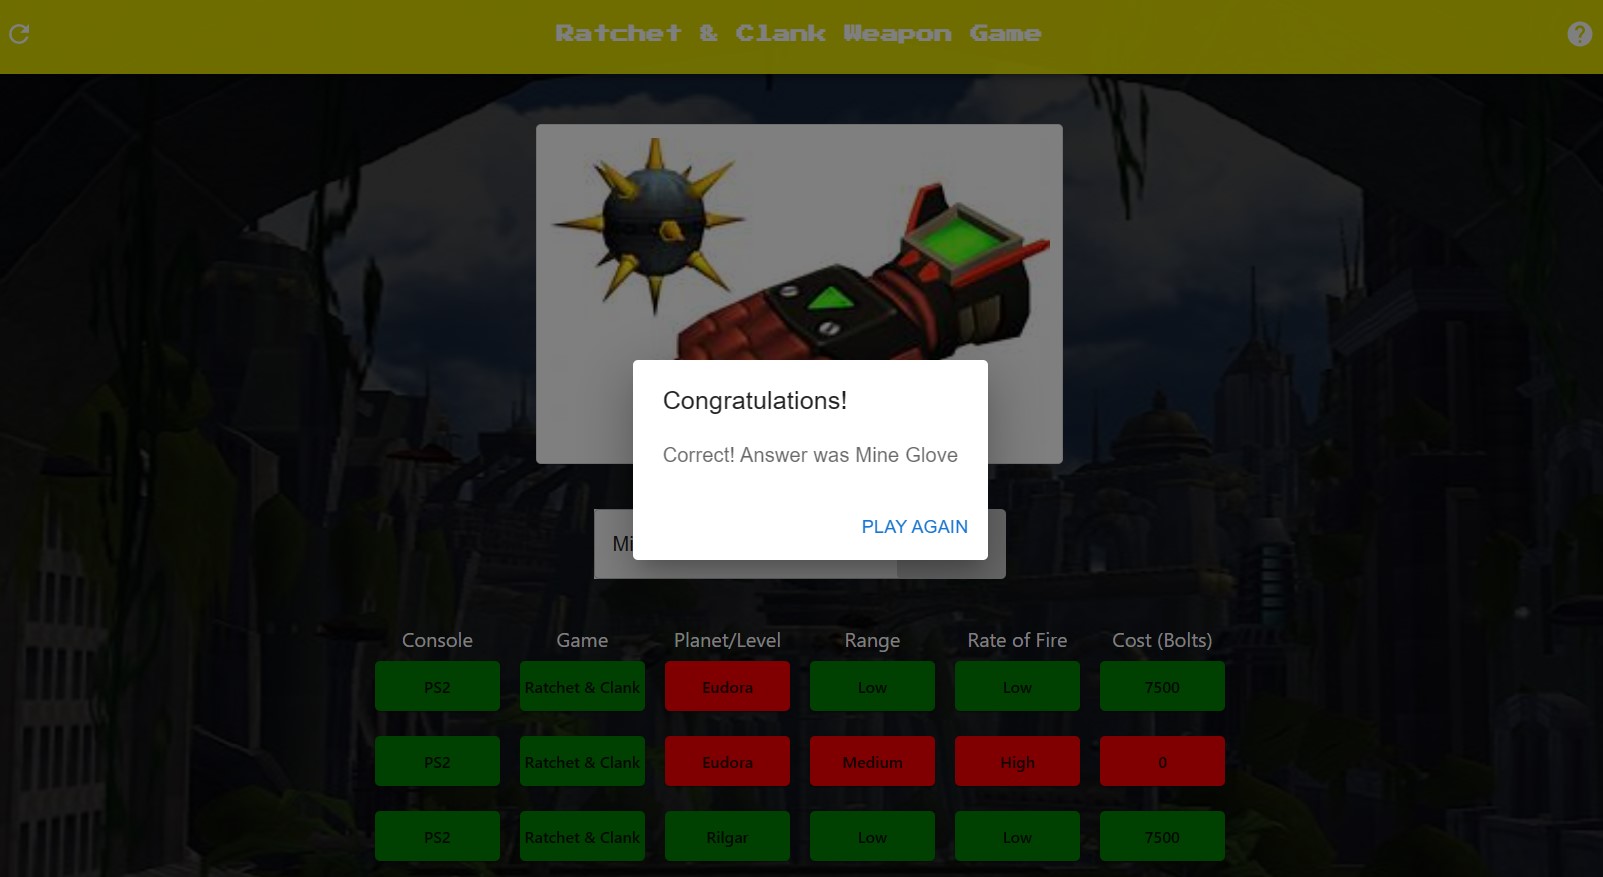 Ratchet & Clank Weapon Game
Congratulations!
Correct! Answer was Mine Glove
PLAY AGAIN
Mi
Console Game Planet/Level Range Rate of Fire Cost (Bolts)
PS2 Ratchet & Clank Eudora Low Low 7500
PS2 Ratchet & Clank Eudora Medium High 0
PS2 Ratchet & Clank Rilgar Low Low 7500